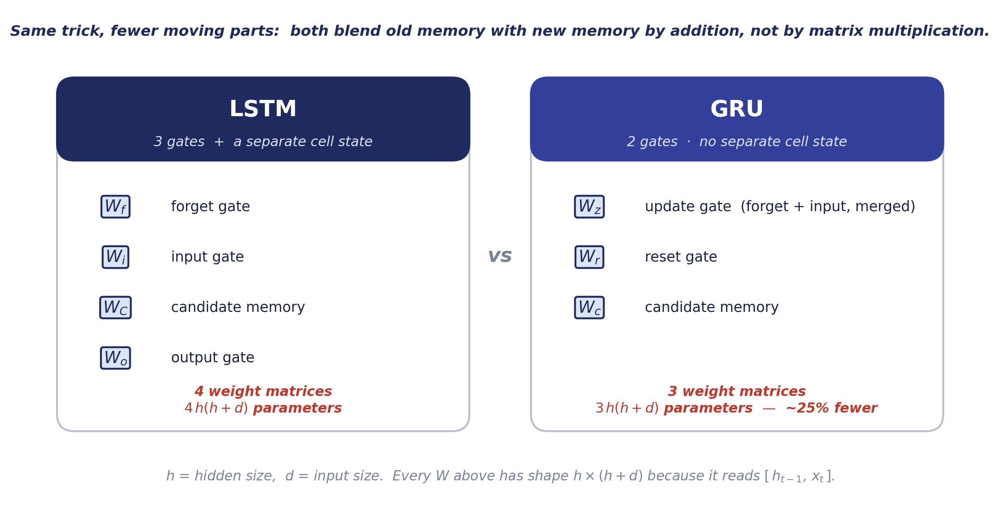 Same trick, fewer moving parts:  both blend old memory with new memory by addition, not by matrix multiplication.
LSTM
3 gates + a separate cell state
W_f forget gate
W_i input gate
W_C candidate memory
W_o output gate
4 weight matrices
4 h(h + d) parameters
vs
GRU
2 gates · no separate cell state
W_z update gate (forget + input, merged)
W_r reset gate
W_c candidate memory
3 weight matrices
3 h(h + d) parameters — ~25% fewer
h = hidden size, d = input size. Every W above has shape h × (h + d) because it reads [ h_{t−1}, x_t ].